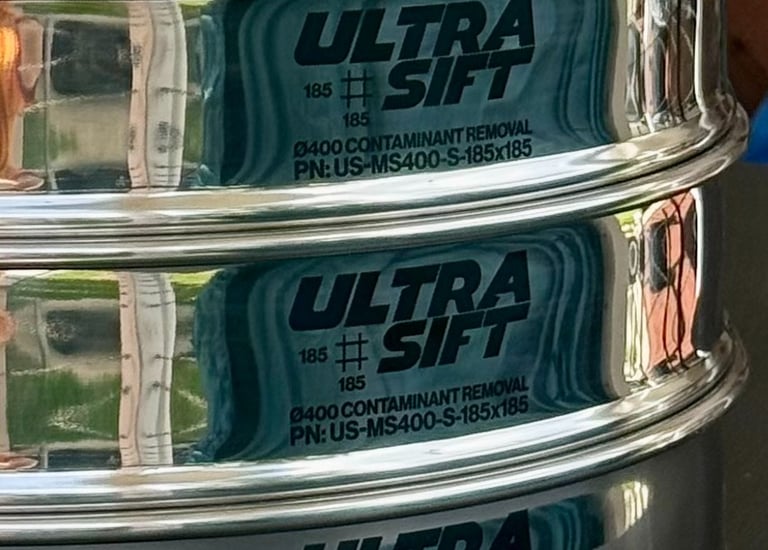 ULTRA
SIFT
185
185
Ø400 CONTAMINANT REMOVAL
PN: US-MS400-S-185x185
ULTRA
SIFT
185
185
Ø400 CONTAMINANT REMOVAL
PN: US-MS400-S-185x185
ULTRA